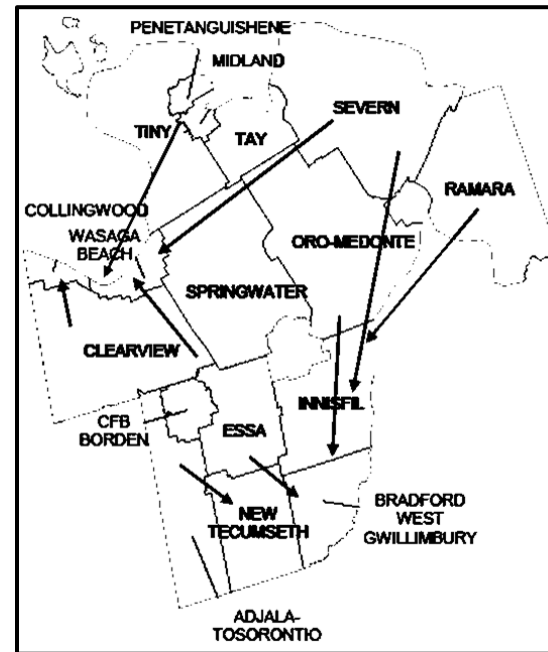 PENETANGUISHENE
MIDLAND
SEVERN
TINY
TAY
RAMARA
COLLINGWOOD
WASAGA
BEACH
ORO-MEDONTE
SPRINGWATER
CLEARVIEW
INNISFIL
CFB
BORDEN
ESSA
NEW
TECUMSETH
BRADFORD
WEST
GWILLIMBURY
ADJALA-
TOSORONTIO